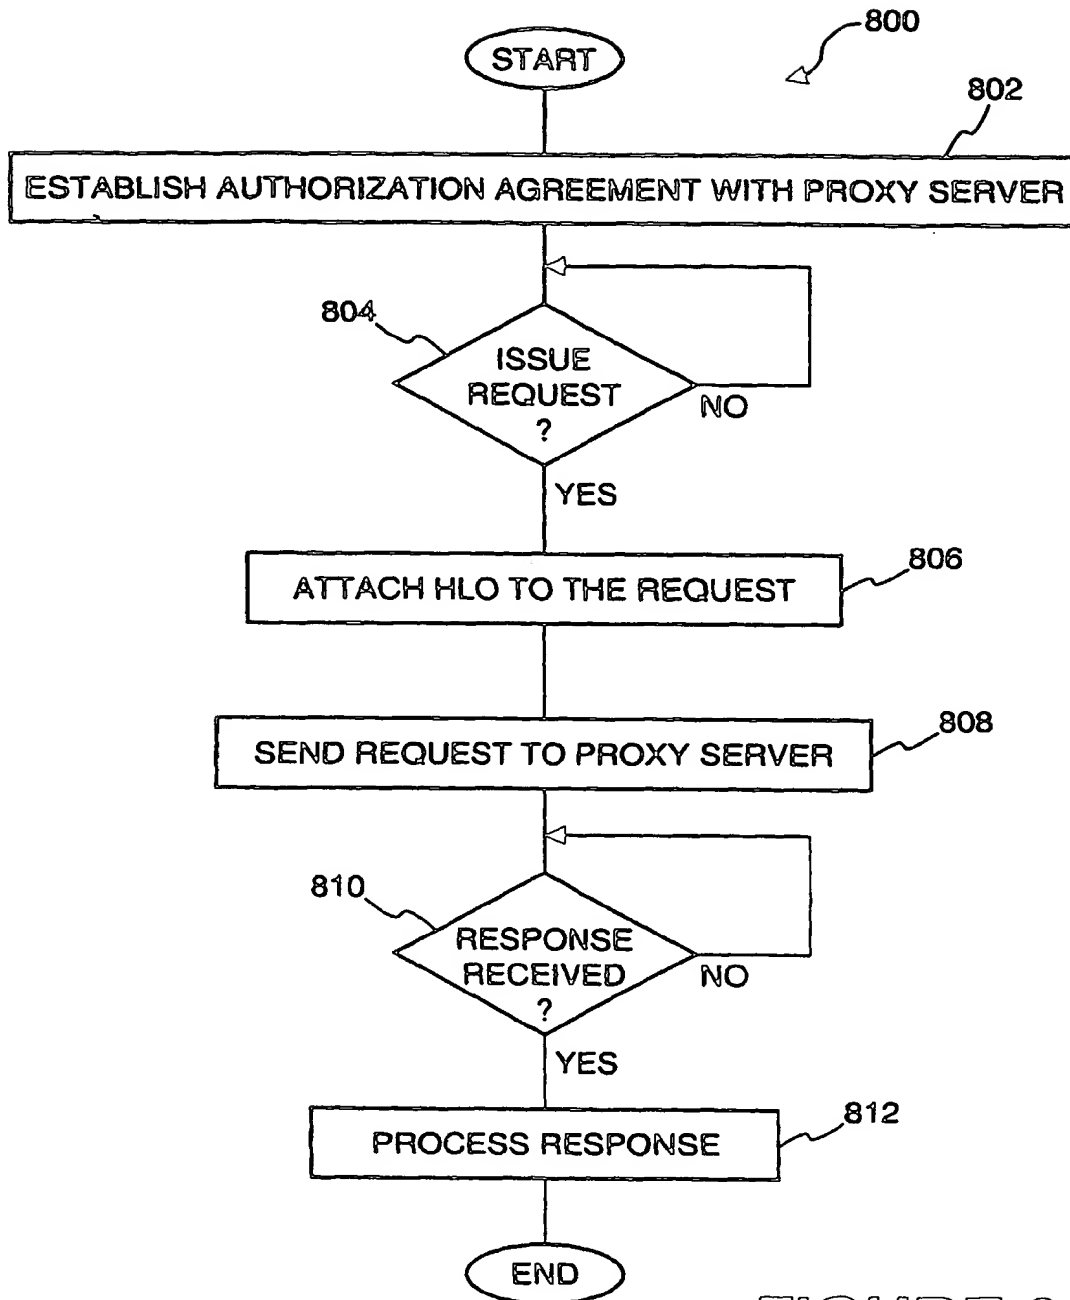 800
START
802
ESTABLISH AUTHORIZATION AGREEMENT WITH PROXY SERVER
804
ISSUE
REQUEST
?
NO
YES
806
ATTACH HLO TO THE REQUEST
808
SEND REQUEST TO PROXY SERVER
810
RESPONSE
RECEIVED
?
NO
YES
812
PROCESS RESPONSE
END